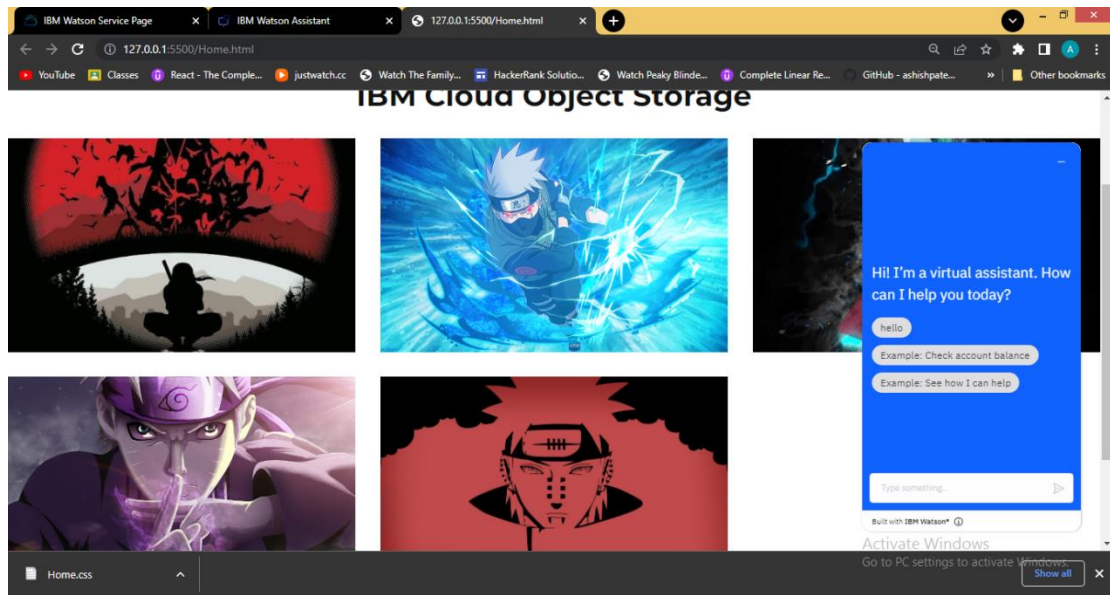 IBM Watson Service Page
IBM Watson Assistant
127.0.0.1:5500/Home.html
127.0.0.1:5500/Home.html
YouTube
Classes
React - The Comple...
justwatch.cc
Watch The Family...
HackerRank Solutio...
Watch Peaky Blinde...
Complete Linear Re...
GitHub - ashishpate...
Other bookmarks
IBM Cloud Object Storage
Hi! I'm a virtual assistant. How
can I help you today?
hello
Example: Check account balance
Example: See how I can help
Type something...
Built with IBM Watson®
Activate Windows
Go to PC settings to activate Windows.
Home.css
Show all